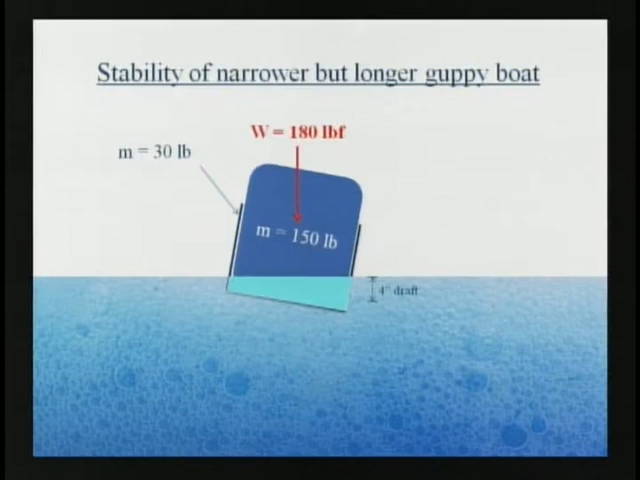 Stability of narrower but longer guppy boat
W = 180 lbf
m = 30 lb
m = 150 lb
4" draft